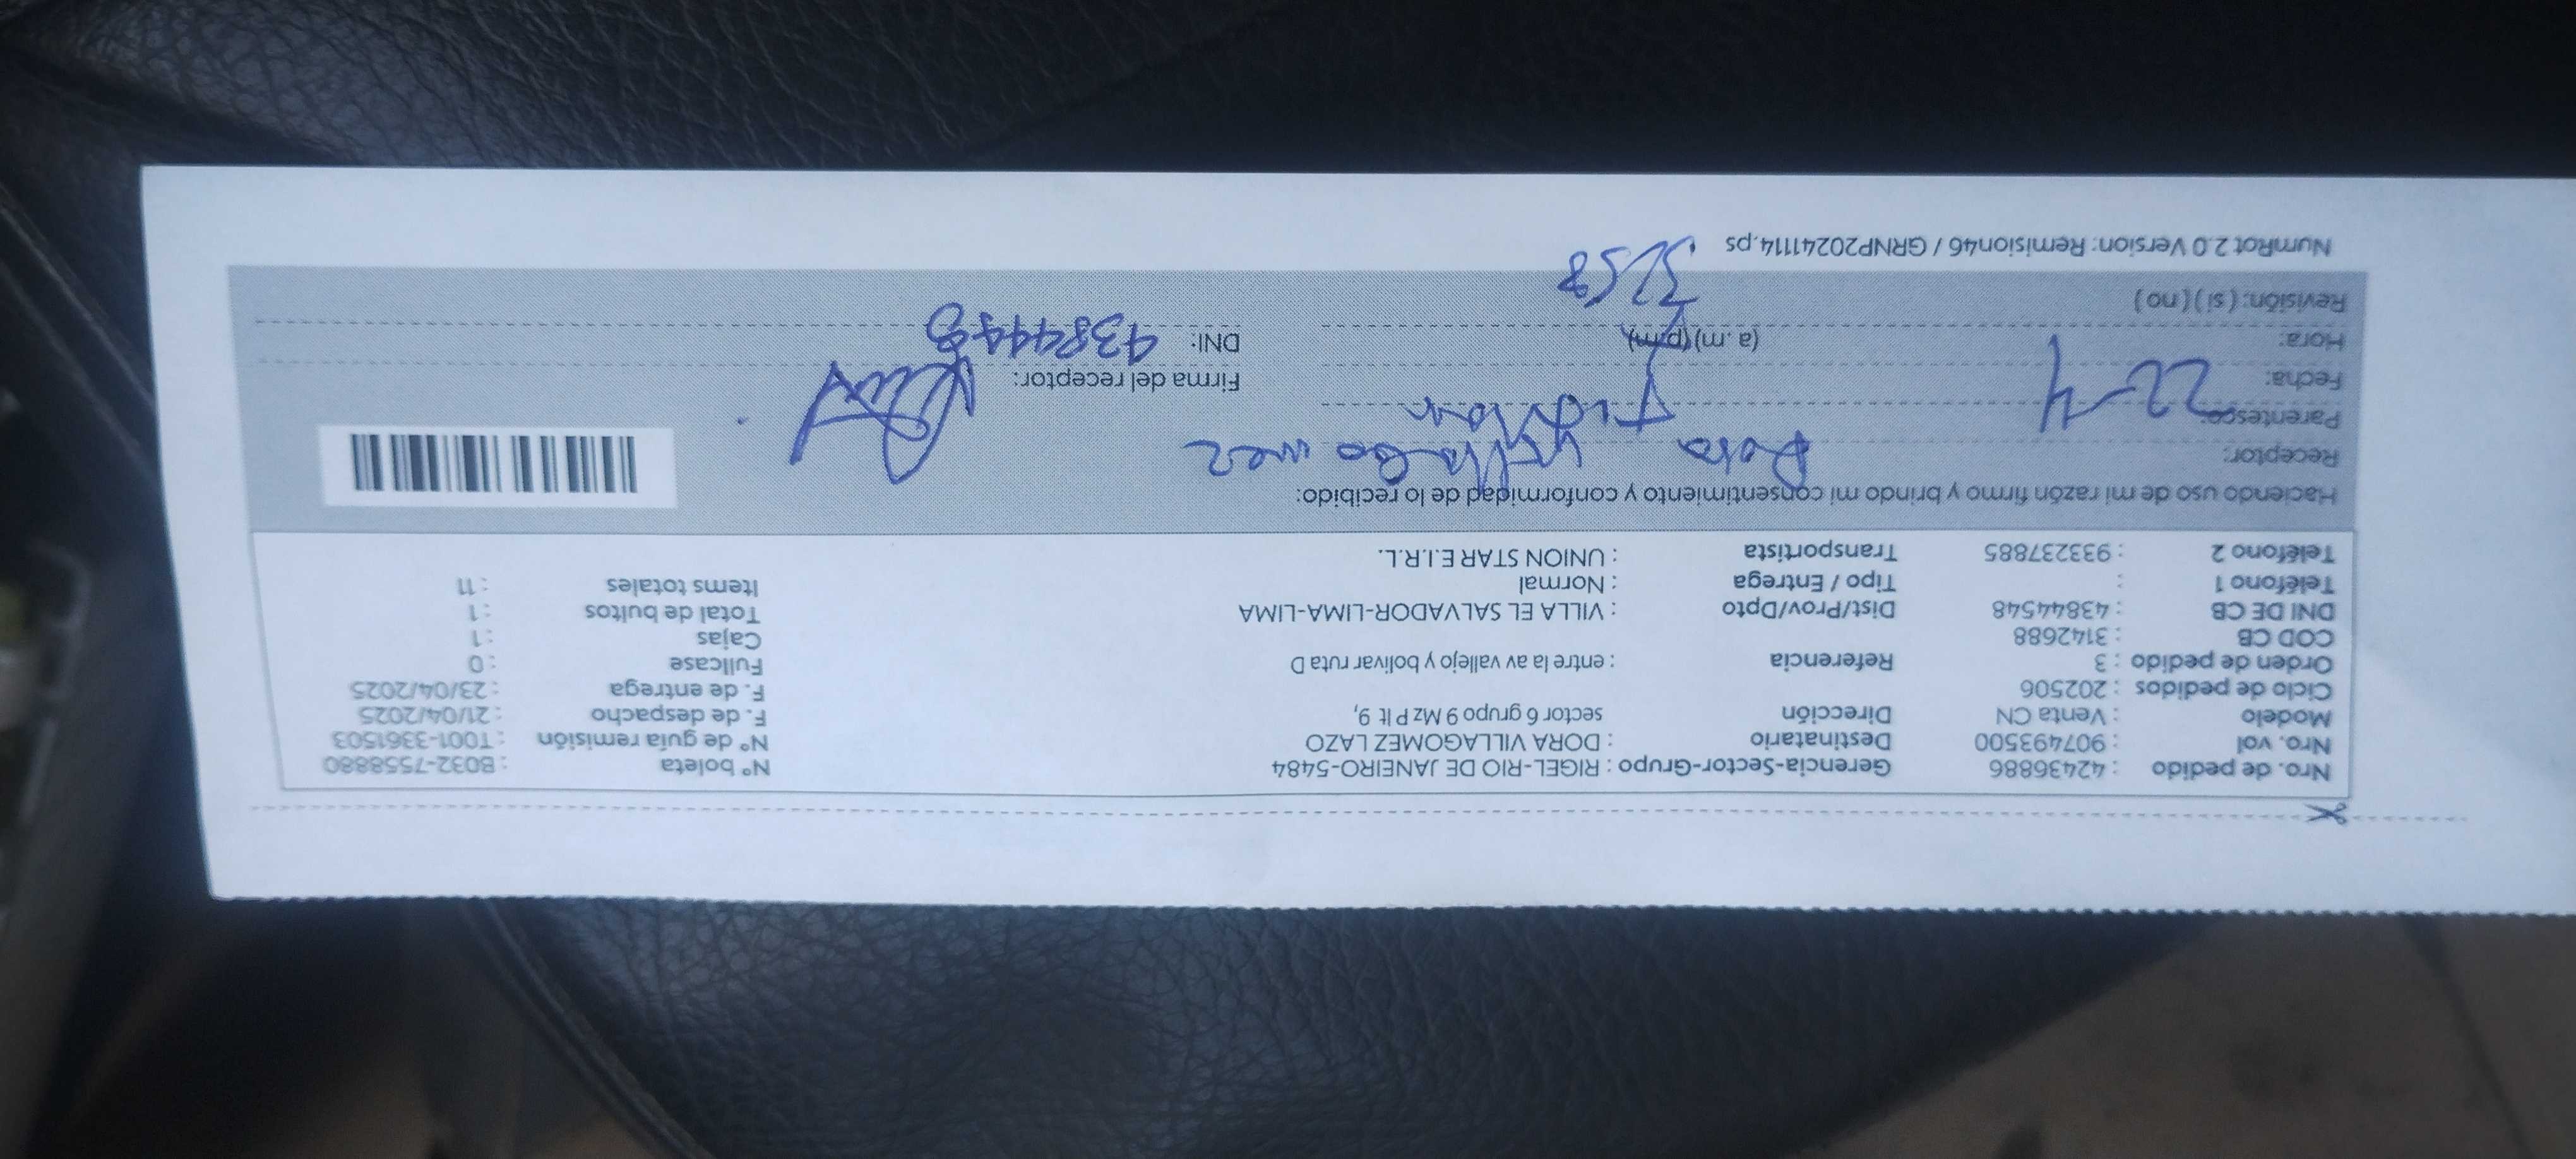 Nro. de pedido : 42436886 Gerencia-Sector-Grupo : RIGEL-RIO DE JANEIRO-5484 N° boleta : B032-7558880
Nro. vol : 907493500 Destinatario : DORA VILLAGOMEZ LAZO N° de guía remisión : T001-3361503
Modelo : Venta CN Dirección sector 6 grupo 9 Mz P lt 9, F. de despacho : 21/04/2025
Ciclo de pedidos : 202506 F. de entrega : 23/04/2025
Orden de pedido : 3 Referencia : entre la av vallejo y bolivar ruta D Fullcase : 0
COD CB : 3142688 Cajas : 1
DNI DE CB : 43844548 Dist/Prov/Dpto : VILLA EL SALVADOR-LIMA-LIMA Total de bultos : 1
Teléfono 1 : Tipo / Entrega : Normal Items totales : 11
Teléfono 2 : 933237885 Transportista : UNION STAR E.I.R.L.
Haciendo uso de mi razón firmo y brindo mi consentimiento y conformidad de lo recibido:
Receptor: Dora Villagomez
Parentesco: Titular
Fecha: 22-4 Firma del receptor:
Hora: (a .m) (p.m) DNI:
Revisión: ( si ) ( no )
NumRot 2.0 Version: Remision46 / GRNP20241114.ps